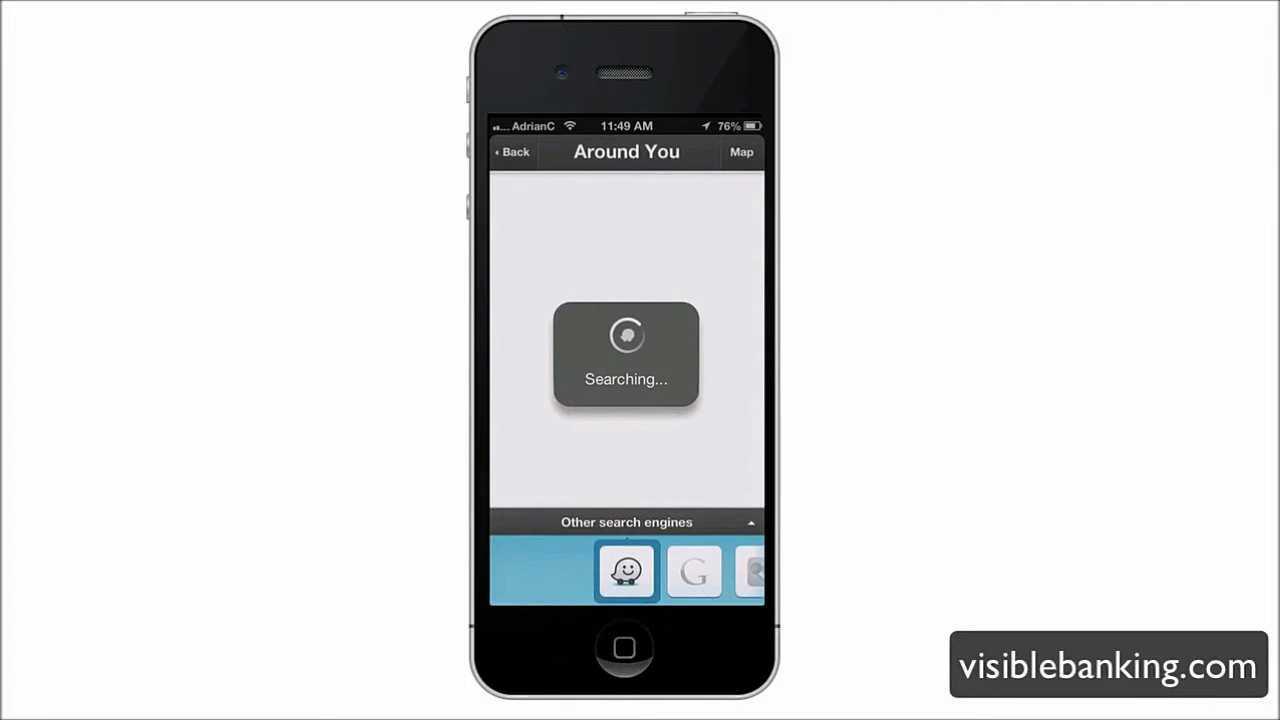 AdrianC 11:49 AM 76%
Back Around You Map
Searching...
Other search engines
G
visiblebanking.com